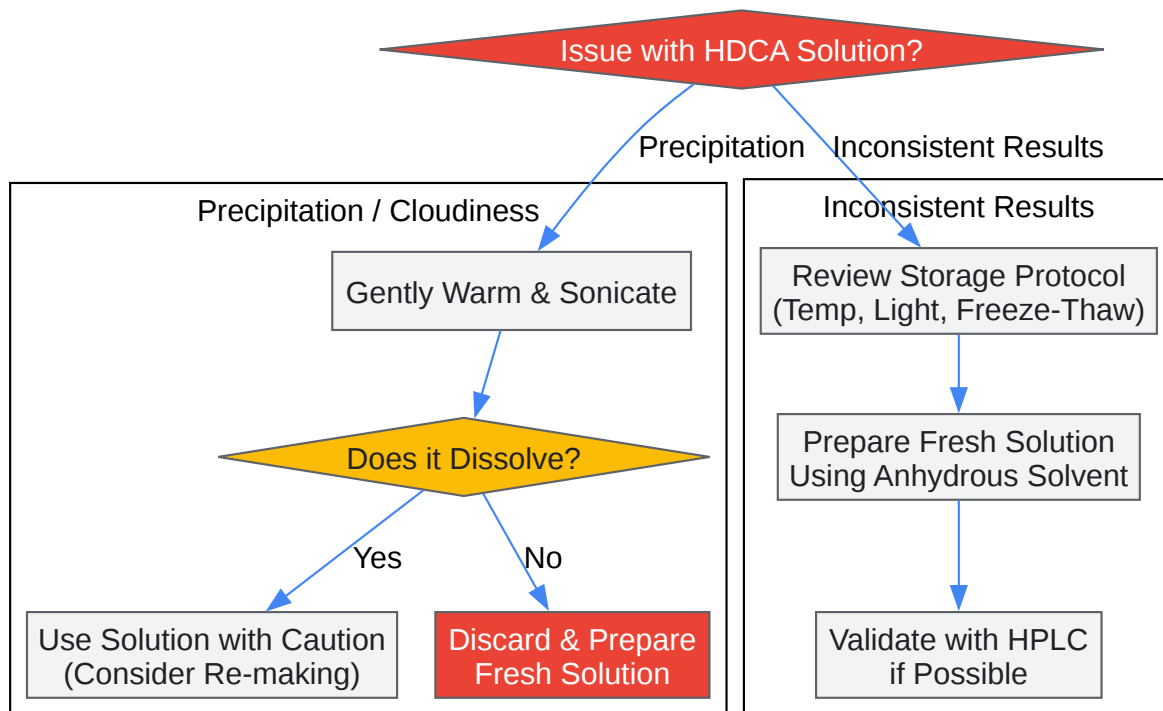 Issue with HDCA Solution?
Precipitation
Inconsistent Results
Precipitation / Cloudiness
Gently Warm & Sonicate
Does it Dissolve?
Yes
No
Use Solution with Caution
(Consider Re-making)
Discard & Prepare
Fresh Solution
Inconsistent Results
Review Storage Protocol
(Temp, Light, Freeze-Thaw)
Prepare Fresh Solution
Using Anhydrous Solvent
Validate with HPLC
if Possible